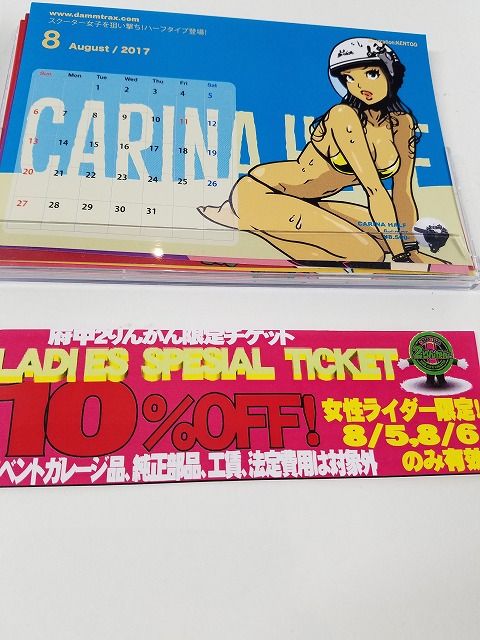 www.dammtrax.com
スクーター女子を狙い撃ち!ハーフタイプ登場!
8 August / 2017
Sun Mon Tue Wed Thu Fri Sat
1 2 3 4 5
6 7 8 9 10 11 12
13 14 15 16 17 18 19
20 21 22 23 24 25 26
27 28 29 30 31
CARINA
CARINA HALF
府中2りんかん限定チケット
LADIES SPESIAL TICKET
10%OFF!
女性ライダー限定!
8/5,8/6
のみ有効
ベントガレージ品、純正部品、工賃、法定費用は対象外